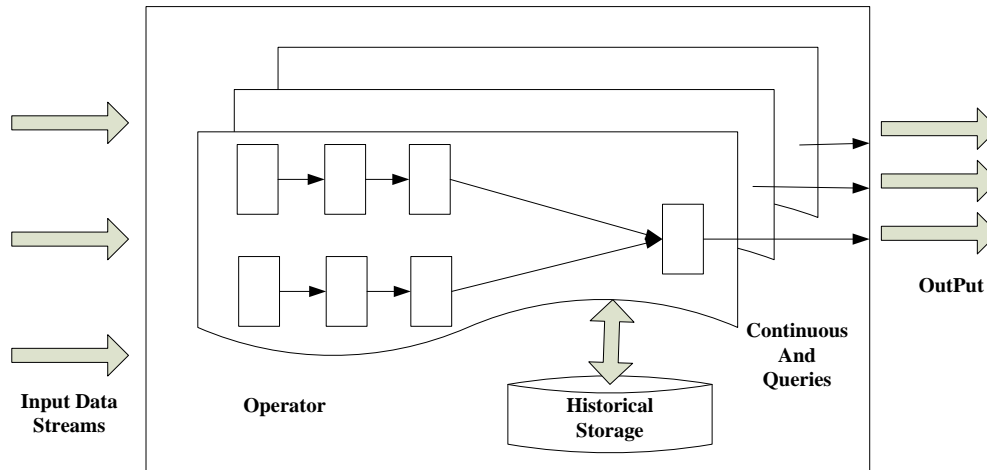 OutPut
Continuous
And
Queries
Input Data
Streams
Operator
Historical
Storage